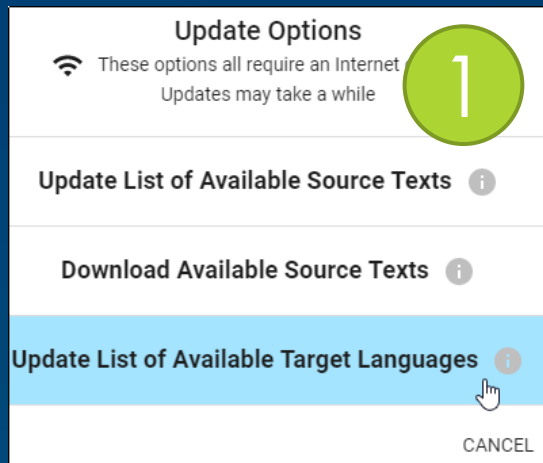 Update Options
These options all require an Internet
Updates may take a while
1
Update List of Available Source Texts
Download Available Source Texts
Update List of Available Target Languages
CANCEL